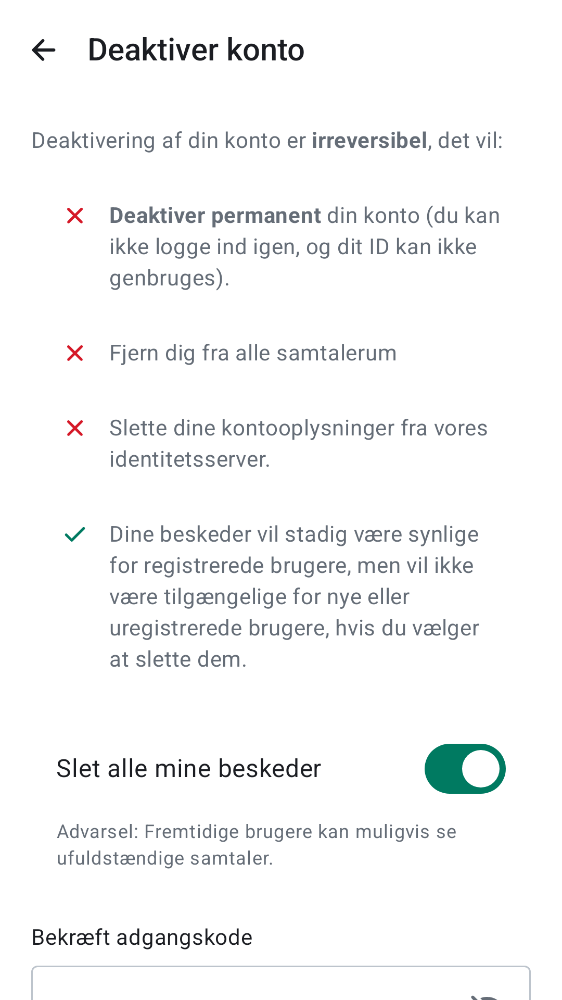 Deaktiver konto
Deaktivering af din konto er irreversibel, det vil:
Deaktiver permanent din konto (du kan
ikke logge ind igen, og dit ID kan ikke
genbruges).
Fjern dig fra alle samtalerum
Slette dine kontooplysninger fra vores
identitetsserver.
Dine beskeder vil stadig være synlige
for registrerede brugere, men vil ikke
være tilgængelige for nye eller
uregistrerede brugere, hvis du vælger
at slette dem.
Slet alle mine beskeder
Advarsel: Fremtidige brugere kan muligvis se
ufuldstændige samtaler.
Bekræft adgangskode